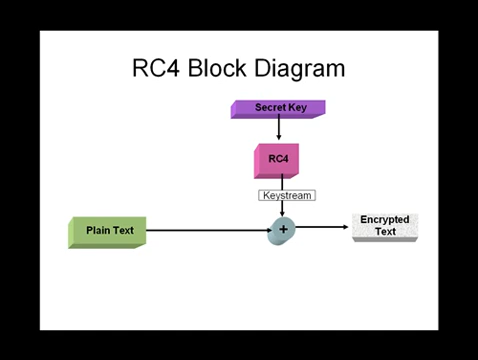 RC4 Block Diagram
Secret Key
RC4
Keystream
Plain Text
+
Encrypted
Text